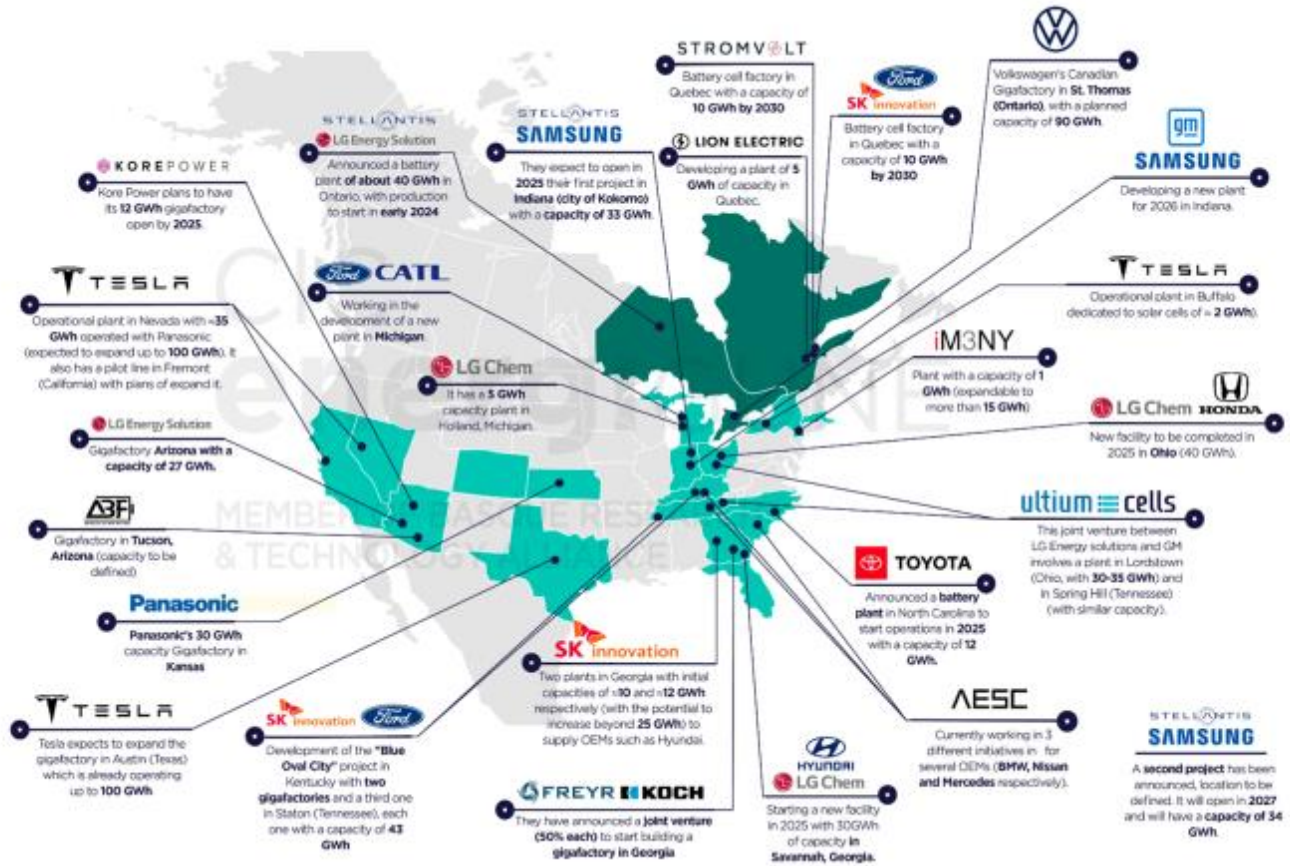 STROMVOLT
Battery cell factory in
Quebec with a capacity of
10 GWh by 2030
Ford
SK innovation
Battery cell factory
in Quebec with a
capacity of 10 GWh
by 2030
Volkswagen's Canadian
Gigafactory in St. Thomas
(Ontario), with a planned
capacity of 90 GWh.
gm
SAMSUNG
Developing a new plant
for 2026 in Indiana.
STELLANTIS
LG Energy Solution
Announced a battery
plant of about 40 GWh in
Ontario, with production
to start in early 2024
STELLANTIS
SAMSUNG
They expect to open in
2025 their first project in
Indiana (city of Kokomo)
with a capacity of 33 GWh.
LION ELECTRIC
Developing a plant of 5
GWh of capacity in
Quebec.
KOREPOWER
Kore Power plans to have
its 12 GWh gigafactory
open by 2025.
TESLA
Operational plant in Nevada with ≈35
GWh operated with Panasonic
(expected to expand up to 100 GWh). It
also has a pilot line in Fremont
(California) with plans of expand it.
Ford CATL
Working in the
development of a new
plant in Michigan.
TESLA
Operational plant in Buffalo
dedicated to solar cells of ≈ 2 GWh).
LG Chem
It has a 5 GWh
capacity plant in
Holland, Michigan.
iM3NY
Plant with a capacity of 1
GWh (expandable to
more than 15 GWh)
LG Chem HONDA
New facility to be completed in
2025 in Ohio (40 GWh).
LG Energy Solution
Gigafactory Arizona with a
capacity of 27 GWh.
CIC
energiGUNE
MEMBER OF BASQUE RESEARCH
& TECHNOLOGY ALLIANCE
ABF
Gigafactory in Tucson,
Arizona (capacity to be
defined)
ultium cells
This joint venture between
LG Energy solutions and GM
involves a plant in Lordstown
(Ohio, with 30-35 GWh) and
in Spring Hill (Tennessee)
(with similar capacity).
Panasonic
Panasonic's 30 GWh
capacity Gigafactory in
Kansas
TOYOTA
Announced a battery
plant in North Carolina to
start operations in 2025
with a capacity of 12
GWh.
SK innovation
Two plants in Georgia with initial
capacities of ≈10 and ≈12 GWh
respectively (with the potential to
increase beyond 25 GWh) to
supply OEMs such as Hyundai.
TESLA
Tesla expects to expand the
gigafactory in Austin (Texas)
which is already operating
up to 100 GWh
SK innovation Ford
Development of the "Blue
Oval City" project in
Kentucky with two
gigafactories and a third one
in Staton (Tennessee), each
one with a capacity of 43
GWh
FREYR KOCH
They have announced a joint venture
(50% each) to start building a
gigafactory in Georgia
HYUNDAI
LG Chem
Starting a new facility
in 2025 with 30GWh
of capacity in
Savannah, Georgia.
AESC
Currently working in 3
different initiatives in for
several OEMs (BMW, Nissan
and Mercedes respectively).
STELLANTIS
SAMSUNG
A second project has been
announced, location to be
defined. It will open in 2027
and will have a capacity of 34
GWh.